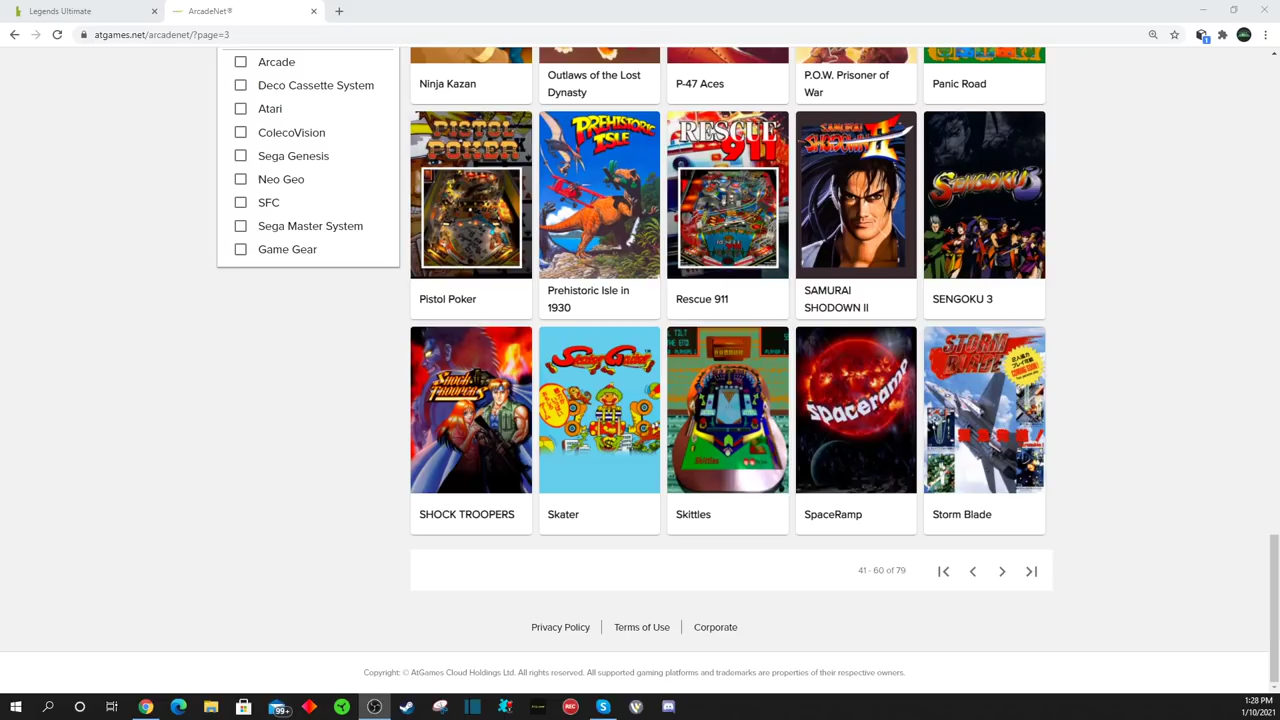 Legends Ultimate
ArcadeNet®
atgames.net/arcadenet/?page=3
Arcade
Deco Cassette System
Atari
ColecoVision
Sega Genesis
Neo Geo
SFC
Sega Master System
Game Gear
Ninja Kazan
Outlaws of the Lost
Dynasty
P-47 Aces
P.O.W. Prisoner of
War
Panic Road
PISTOL
POKER
PREHISTORIC
ISLE
RESCUE
911
SAMURAI
SHODOWN II
SENGOKU 3
Pistol Poker
Prehistoric Isle in
1930
Rescue 911
SAMURAI
SHODOWN II
SENGOKU 3
SHOCK
TROOPERS
Skater
Skittles
spaceramp
STORM
BLADE
COMING SOON
SHOCK TROOPERS
Skater
Skittles
SpaceRamp
Storm Blade
41 - 60 of 79
Privacy Policy
Terms of Use
Corporate
Copyright: © AtGames Cloud Holdings Ltd. All rights reserved. All supported gaming platforms and trademarks are properties of their respective owners.
99+
REC
1:28 PM
1/10/2021